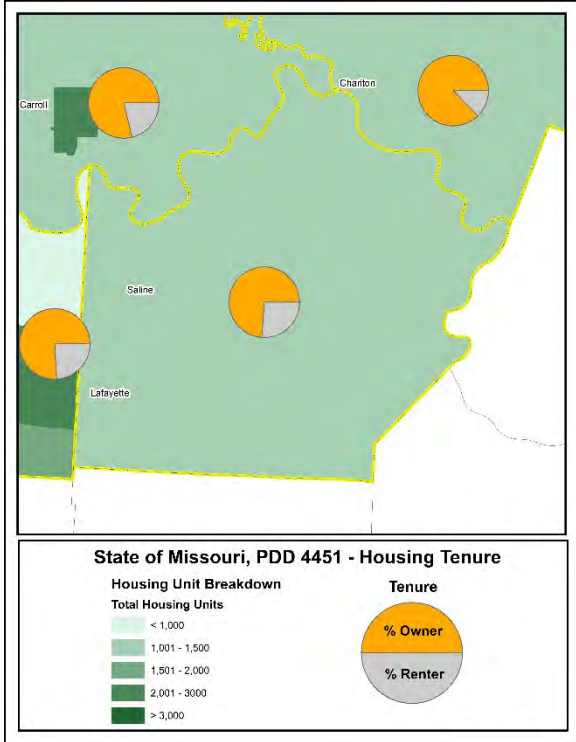 Chariton
Carroll
Saline
Lafayette
State of Missouri, PDD 4451 - Housing Tenure
Housing Unit Breakdown
Total Housing Units
< 1,000
1,001 - 1,500
1,501 - 2,000
2,001 - 3000
> 3,000
Tenure
% Owner
% Renter